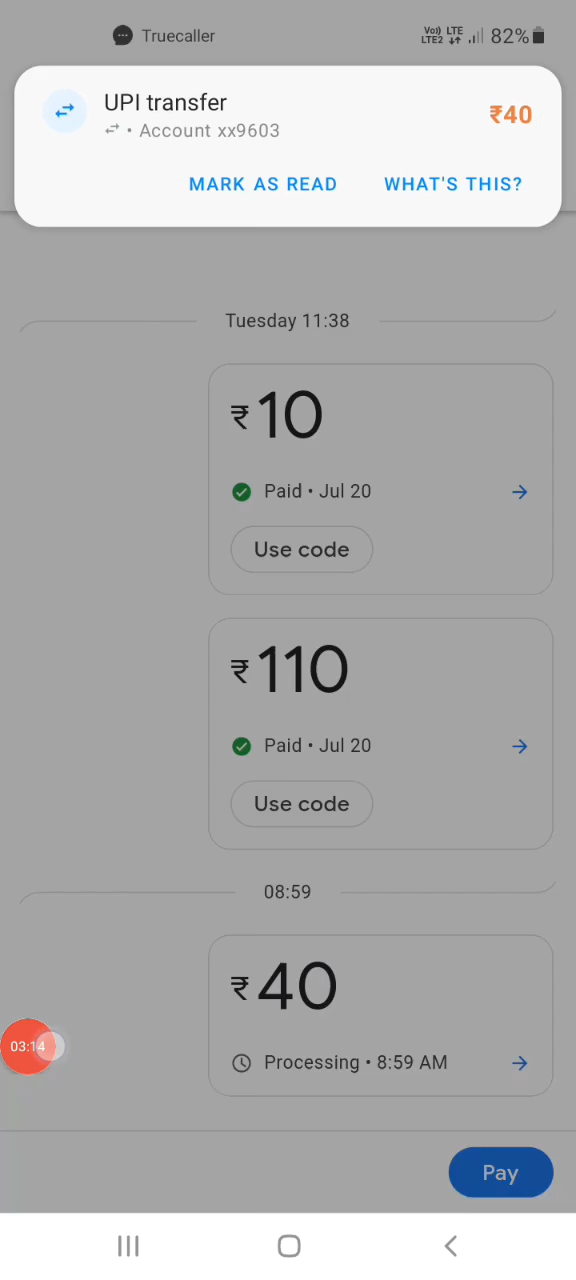 Truecaller
Vo)) LTE
LTE2 82%
UPI transfer
₹40
• Account xx9603
MARK AS READ WHAT'S THIS?
Tuesday 11:38
₹10
Paid • Jul 20
Use code
₹110
Paid • Jul 20
Use code
08:59
₹40
03:14
Processing • 8:59 AM
Pay